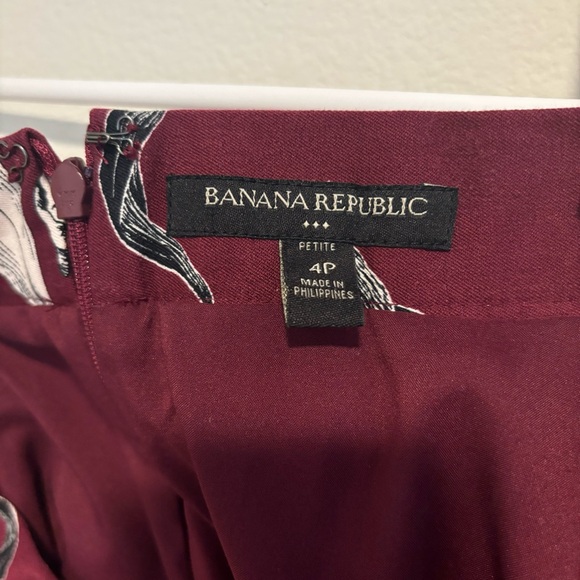 BANANA REPUBLIC
PETITE
4P
MADE IN
PHILIPPINES